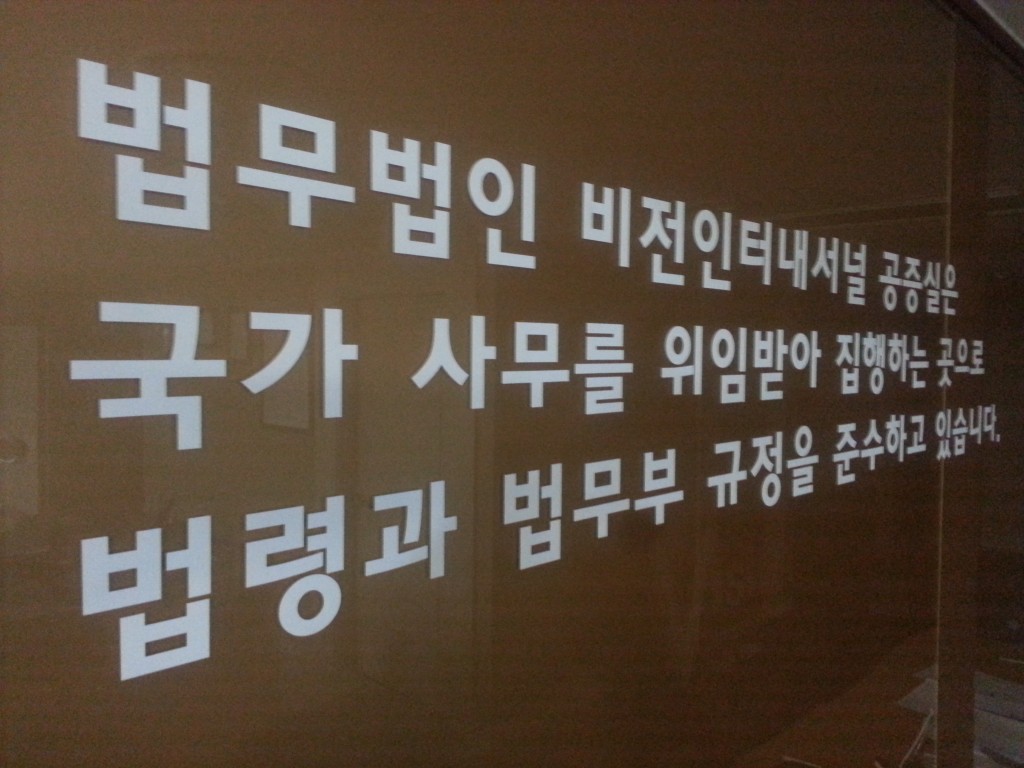 법무법인 비전인터내서널 공증실은
국가 사무를 위임받아 집행하는 곳으로
법령과 법무부 규정을 준수하고 있습니다.